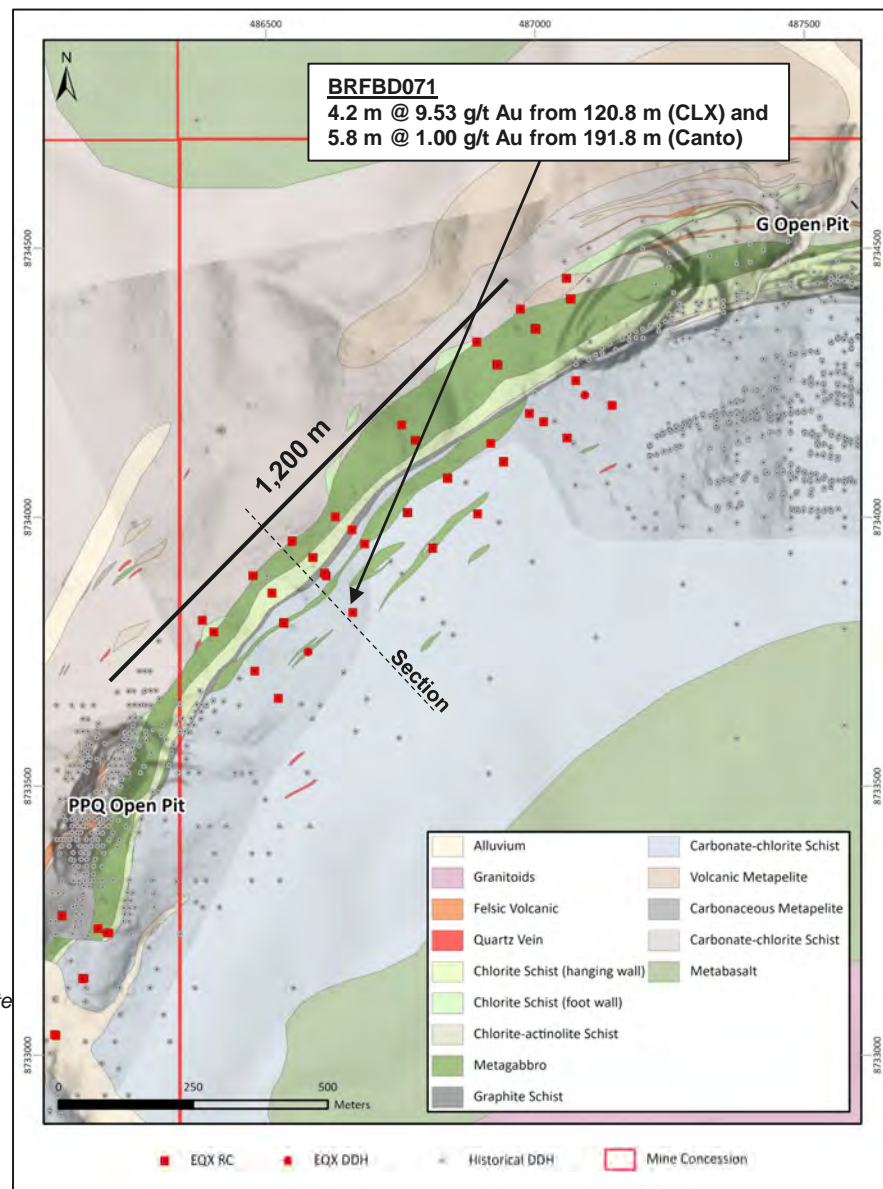 486500
487000
487500
N
BRFBD071
4.2 m @ 9.53 g/t Au from 120.8 m (CLX) and
5.8 m @ 1.00 g/t Au from 191.8 m (Canto)
8734500
8734500
G Open Pit
1,200 m
8734000
8734000
Section
8733500
8733500
PPQ Open Pit
Alluvium
Granitoids
Felsic Volcanic
Quartz Vein
Chlorite Schist (hanging wall)
Chlorite Schist (foot wall)
Chlorite-actinolite Schist
Metagabbro
Graphite Schist
Carbonate-chlorite Schist
Volcanic Metapelite
Carbonaceous Metapelite
Carbonate-chlorite Schist
Metabasalt
8733000
8733000
0 250 500
Meters
EQX RC EQX DDH Historical DDH Mine Concession